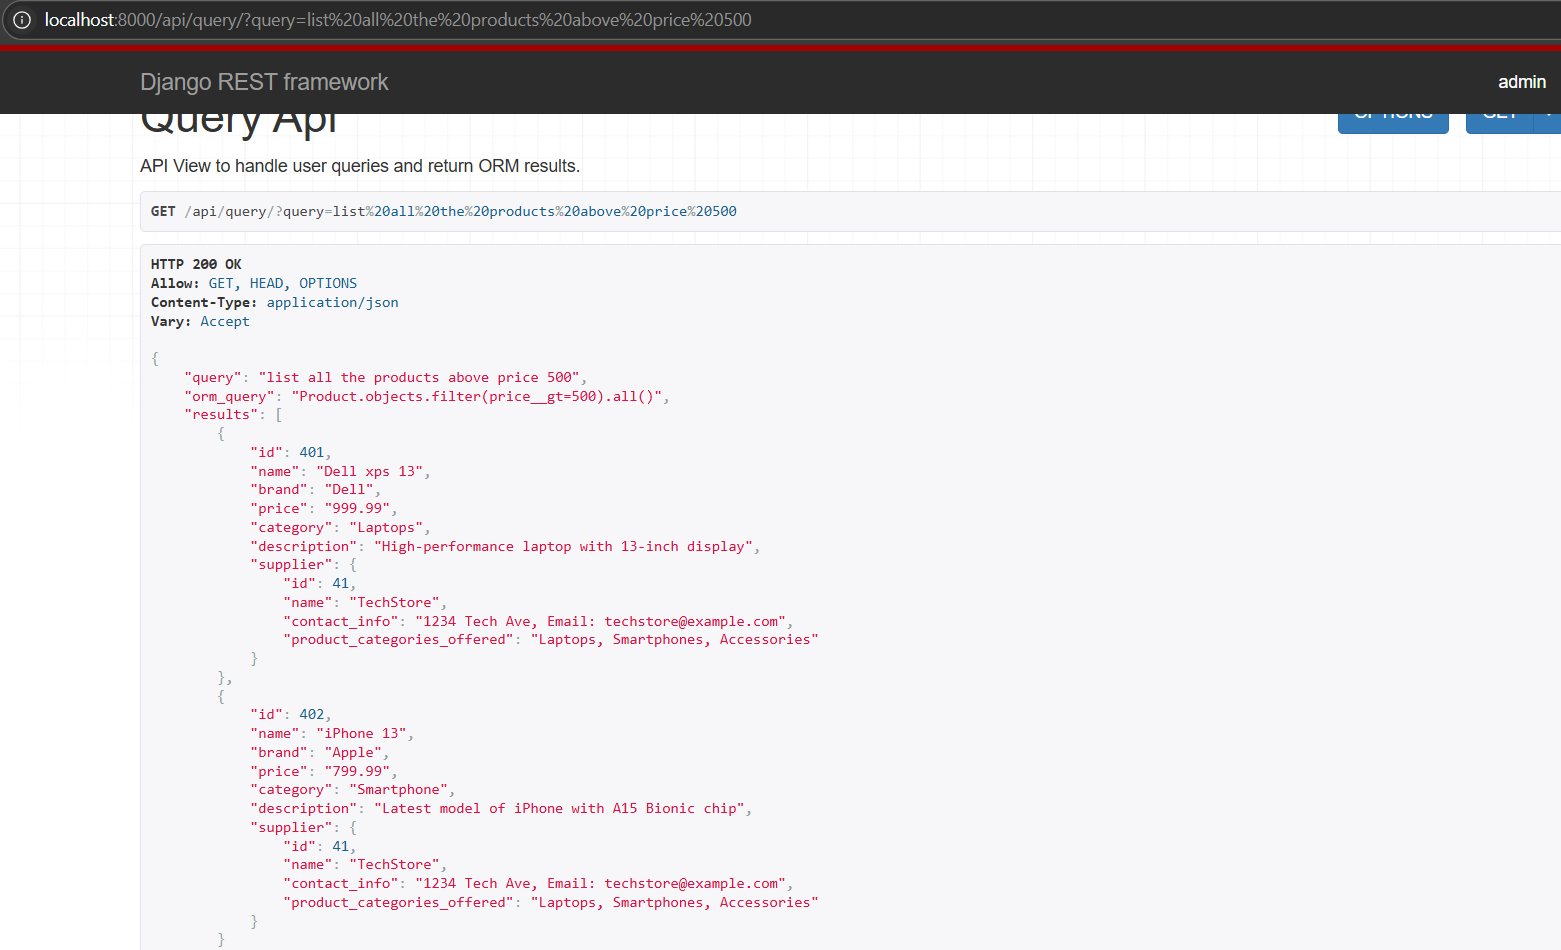 localhost:8000/api/query/?query=list%20all%20the%20products%20above%20price%20500
Django REST framework
admin
Query Api
OPTIONS
GET
API View to handle user queries and return ORM results.
GET /api/query/?query=list%20all%20the%20products%20above%20price%20500
HTTP 200 OK
Allow: GET, HEAD, OPTIONS
Content-Type: application/json
Vary: Accept
{
    "query": "list all the products above price 500",
    "orm_query": "Product.objects.filter(price__gt=500).all()",
    "results": [
        {
            "id": 401,
            "name": "Dell xps 13",
            "brand": "Dell",
            "price": "999.99",
            "category": "Laptops",
            "description": "High-performance laptop with 13-inch display",
            "supplier": {
                "id": 41,
                "name": "TechStore",
                "contact_info": "1234 Tech Ave, Email: techstore@example.com",
                "product_categories_offered": "Laptops, Smartphones, Accessories"
            }
        },
        {
            "id": 402,
            "name": "iPhone 13",
            "brand": "Apple",
            "price": "799.99",
            "category": "Smartphone",
            "description": "Latest model of iPhone with A15 Bionic chip",
            "supplier": {
                "id": 41,
                "name": "TechStore",
                "contact_info": "1234 Tech Ave, Email: techstore@example.com",
                "product_categories_offered": "Laptops, Smartphones, Accessories"
            }
        }